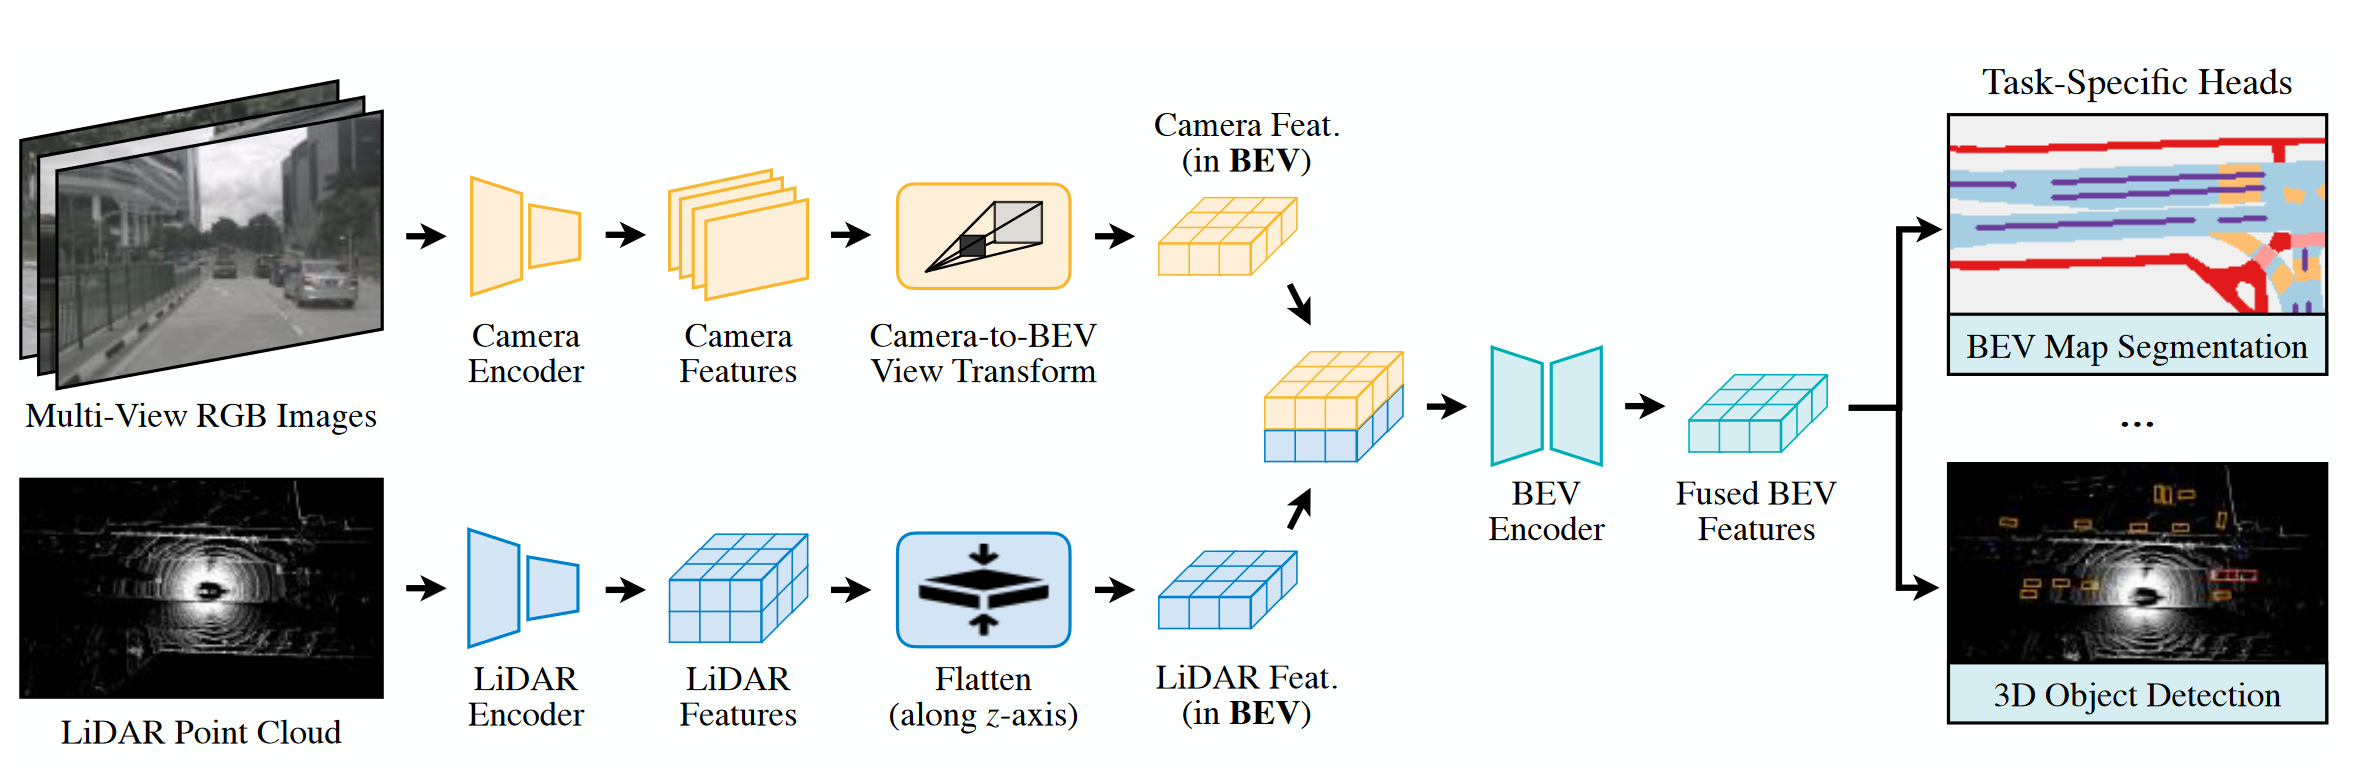 Multi-View RGB Images
Camera
Encoder
Camera
Features
Camera-to-BEV
View Transform
Camera Feat.
(in BEV)
LiDAR Point Cloud
LiDAR
Encoder
LiDAR
Features
Flatten
(along z-axis)
LiDAR Feat.
(in BEV)
BEV
Encoder
Fused BEV
Features
Task-Specific Heads
BEV Map Segmentation
...
3D Object Detection